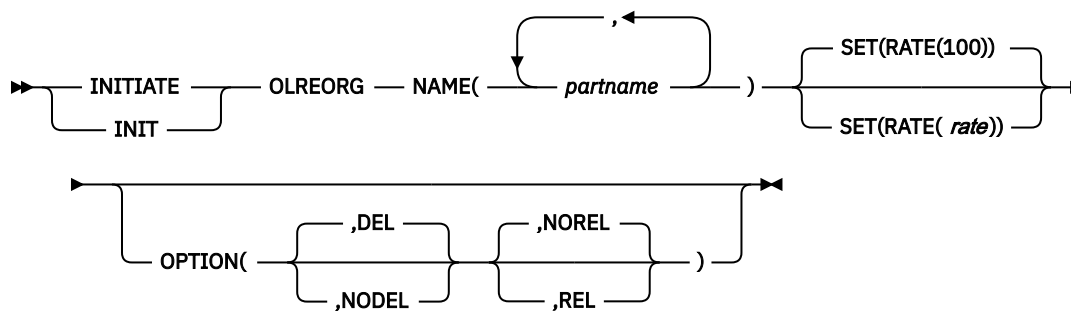 ,
SET(RATE(100))
INITIATE OLREORG NAME( partname )
INIT SET(RATE( rate))
,DEL ,NOREL
OPTION( )
,NODEL ,REL